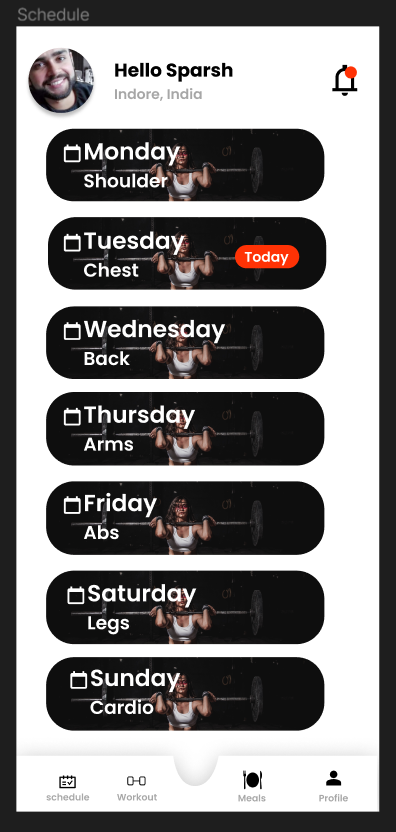 Schedule
Hello Sparsh
Indore, India
Monday
Shoulder
Tuesday
Chest
Today
Wednesday
Back
Thursday
Arms
Friday
Abs
Saturday
Legs
Sunday
Cardio
schedule Workout Meals Profile